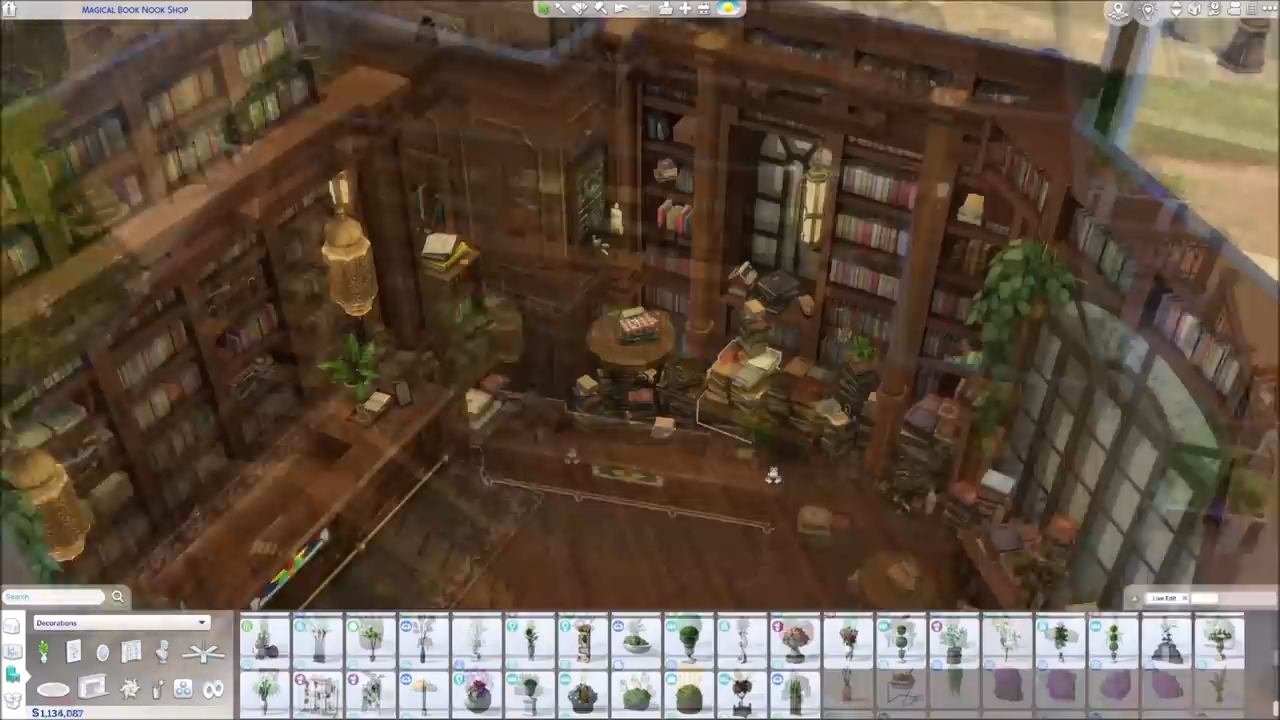 MAGICAL BOOK NOOK SHOP
Search
Live Edit
Decorations
$1,134,087